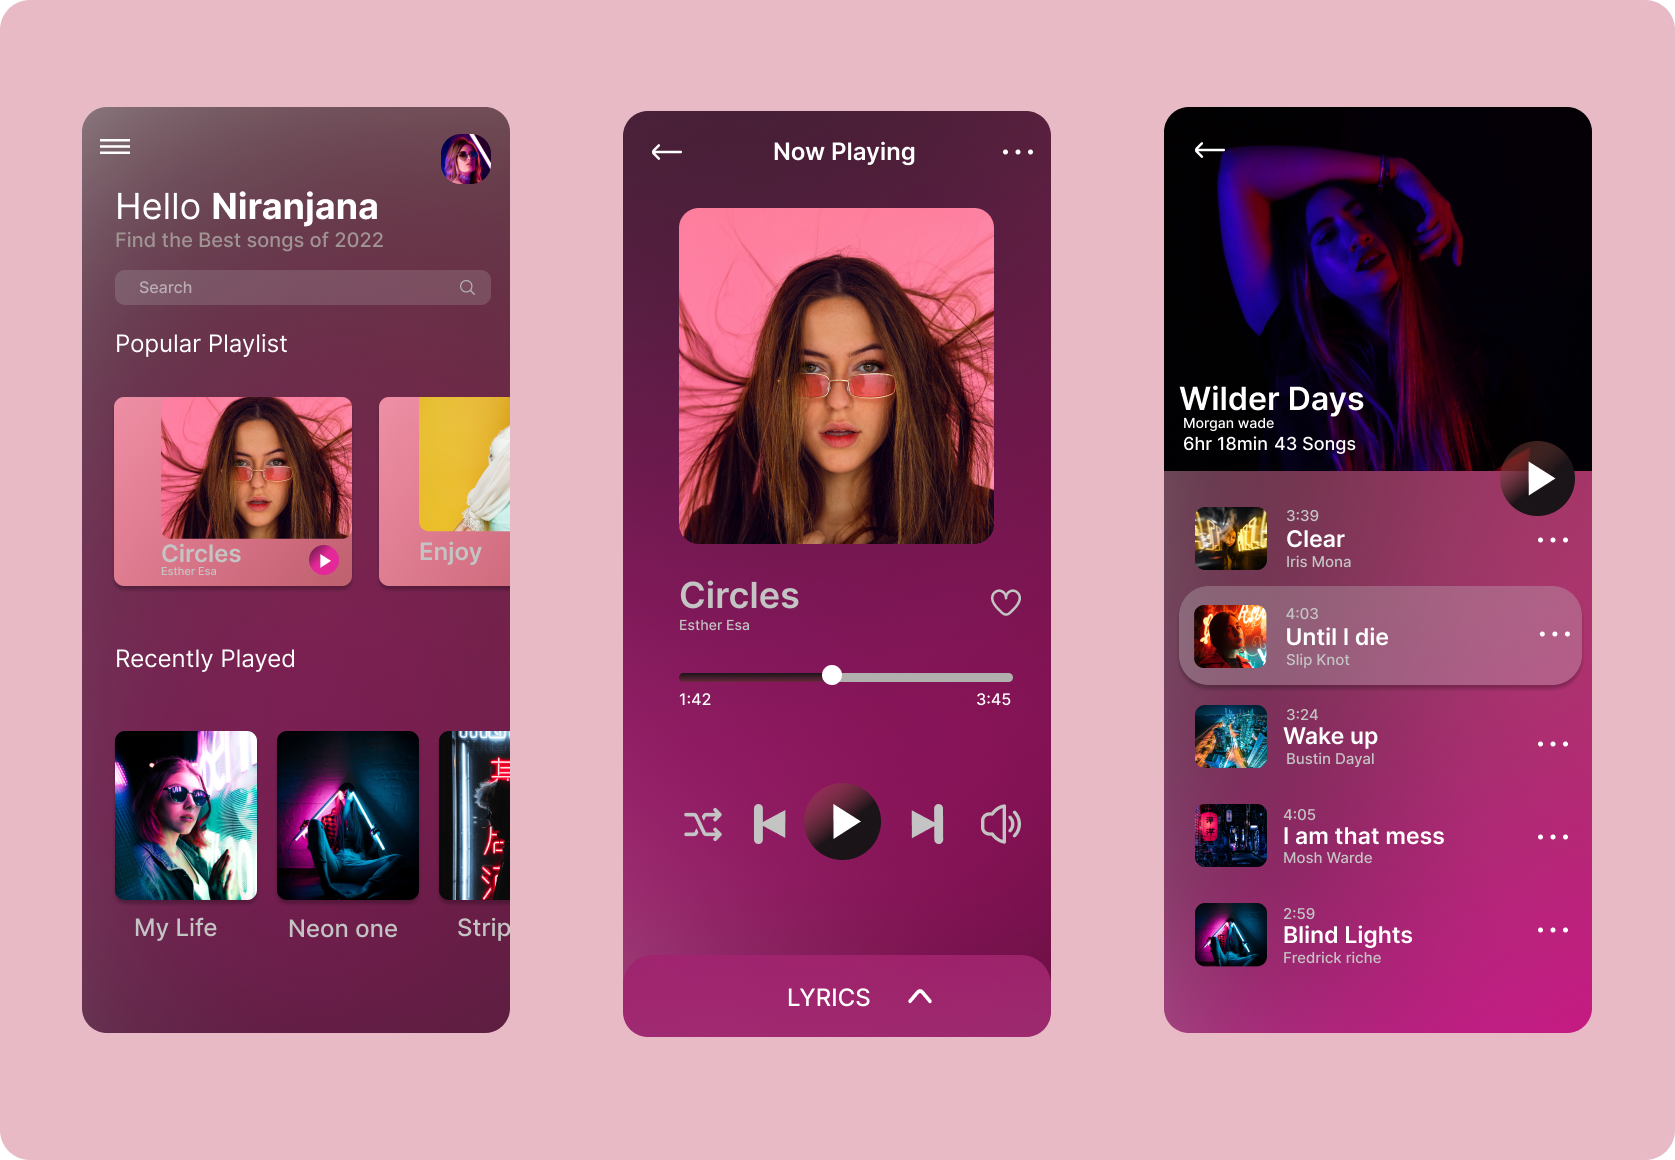 Hello Niranjana
Find the Best songs of 2022
Search
Popular Playlist
Circles
Esther Esa
Enjoy
Recently Played
My Life
Neon one
Strip
Now Playing
Circles
Esther Esa
1:42
3:45
LYRICS
Wilder Days
Morgan wade
6hr 18min 43 Songs
3:39
Clear
Iris Mona
4:03
Until I die
Slip Knot
3:24
Wake up
Bustin Dayal
4:05
I am that mess
Mosh Warde
2:59
Blind Lights
Fredrick riche